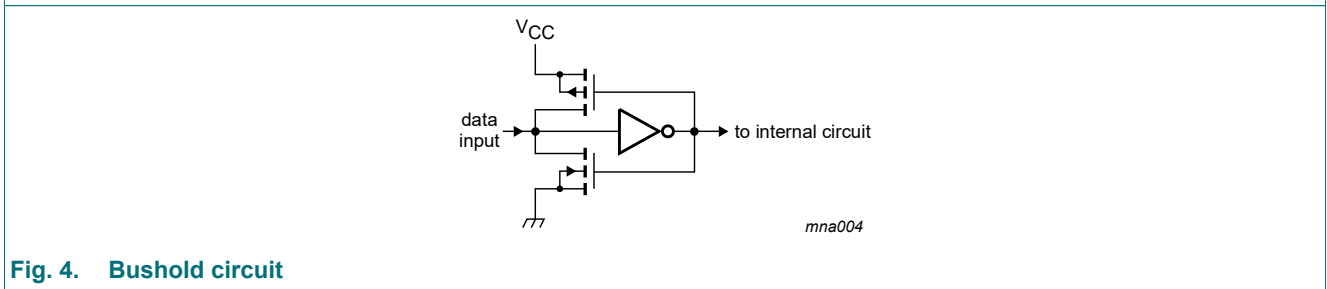 VCC
data
input
to internal circuit
mna004
Fig. 4. Bushold circuit